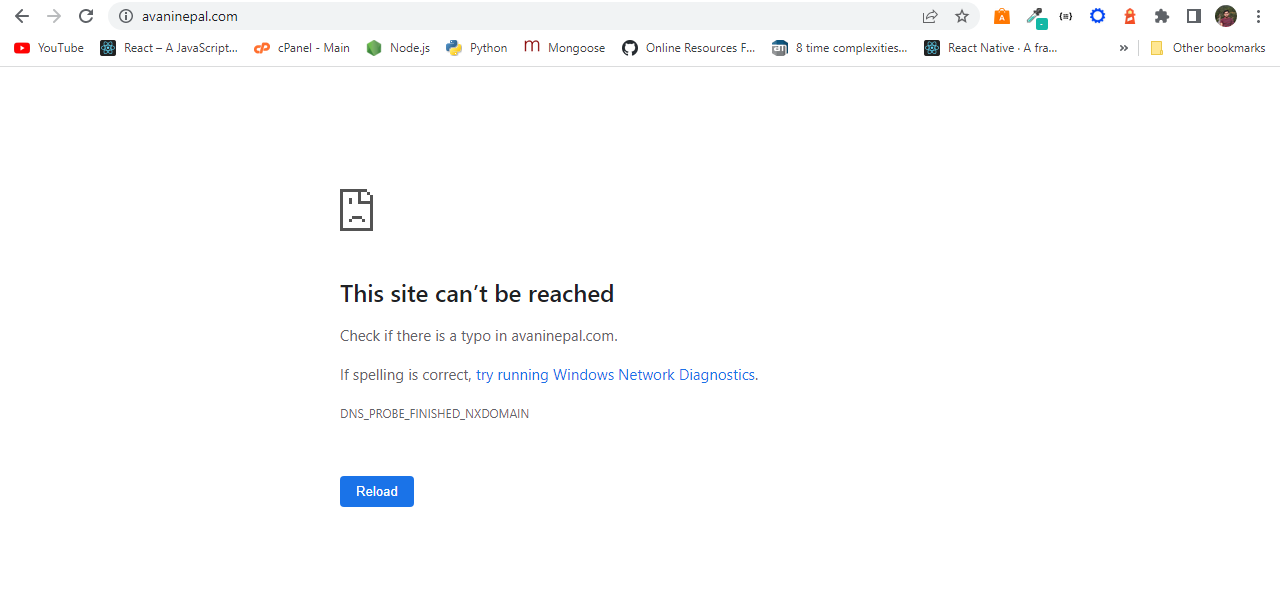 avaninepal.com
YouTube React – A JavaScript... cPanel - Main Node.js Python Mongoose Online Resources F... 8 time complexities... React Native · A fra... » Other bookmarks
This site can’t be reached
Check if there is a typo in avaninepal.com.
If spelling is correct, try running Windows Network Diagnostics.
DNS_PROBE_FINISHED_NXDOMAIN
Reload